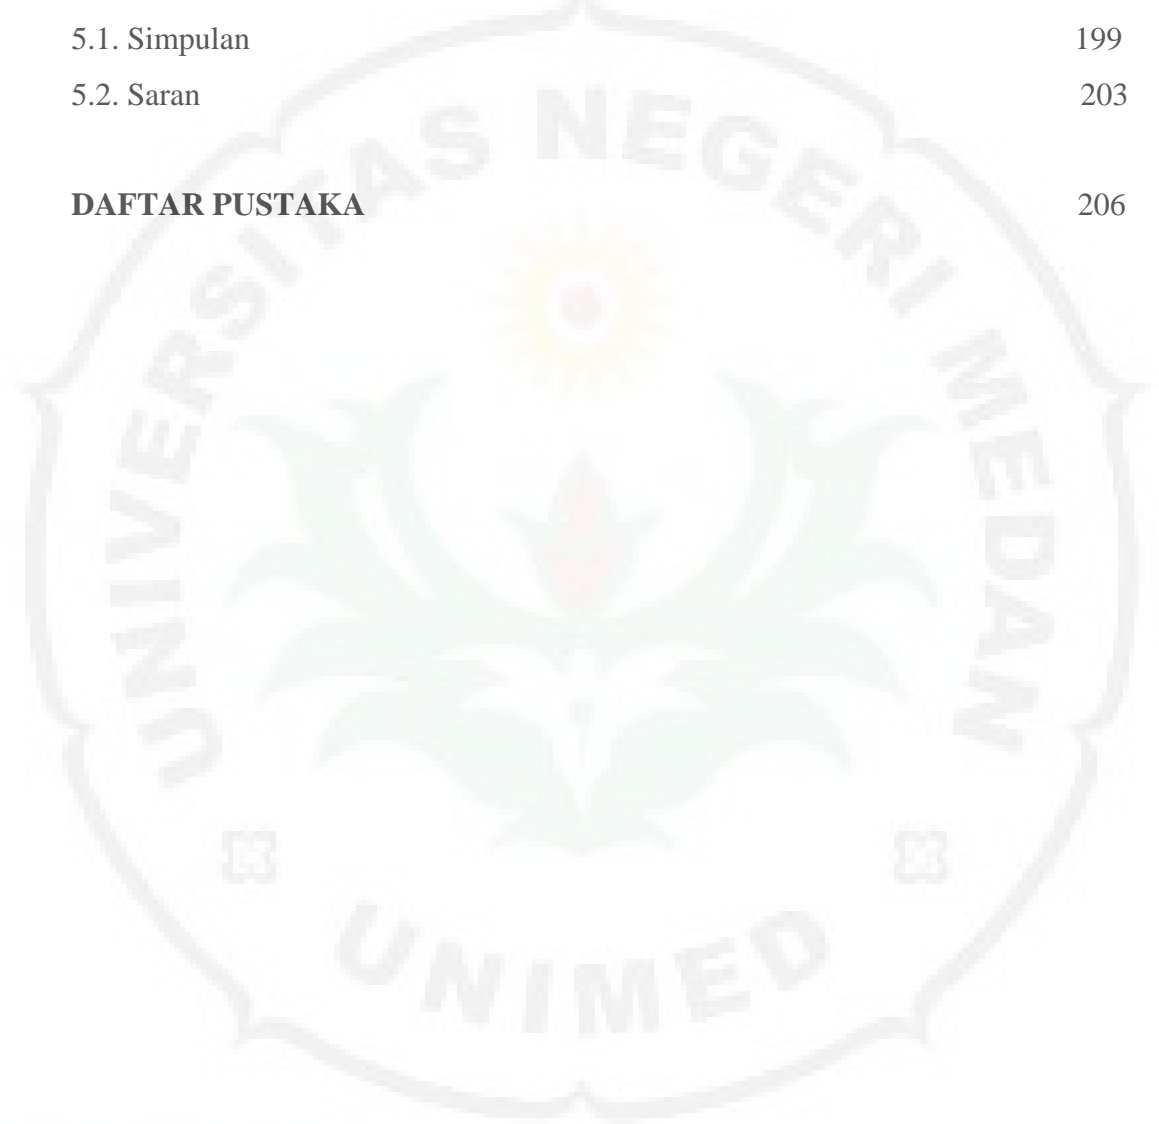 5.1. Simpulan 199
5.2. Saran 203
DAFTAR PUSTAKA 206
UNIVERSITAS NEGERI MEDAN
UNIMED